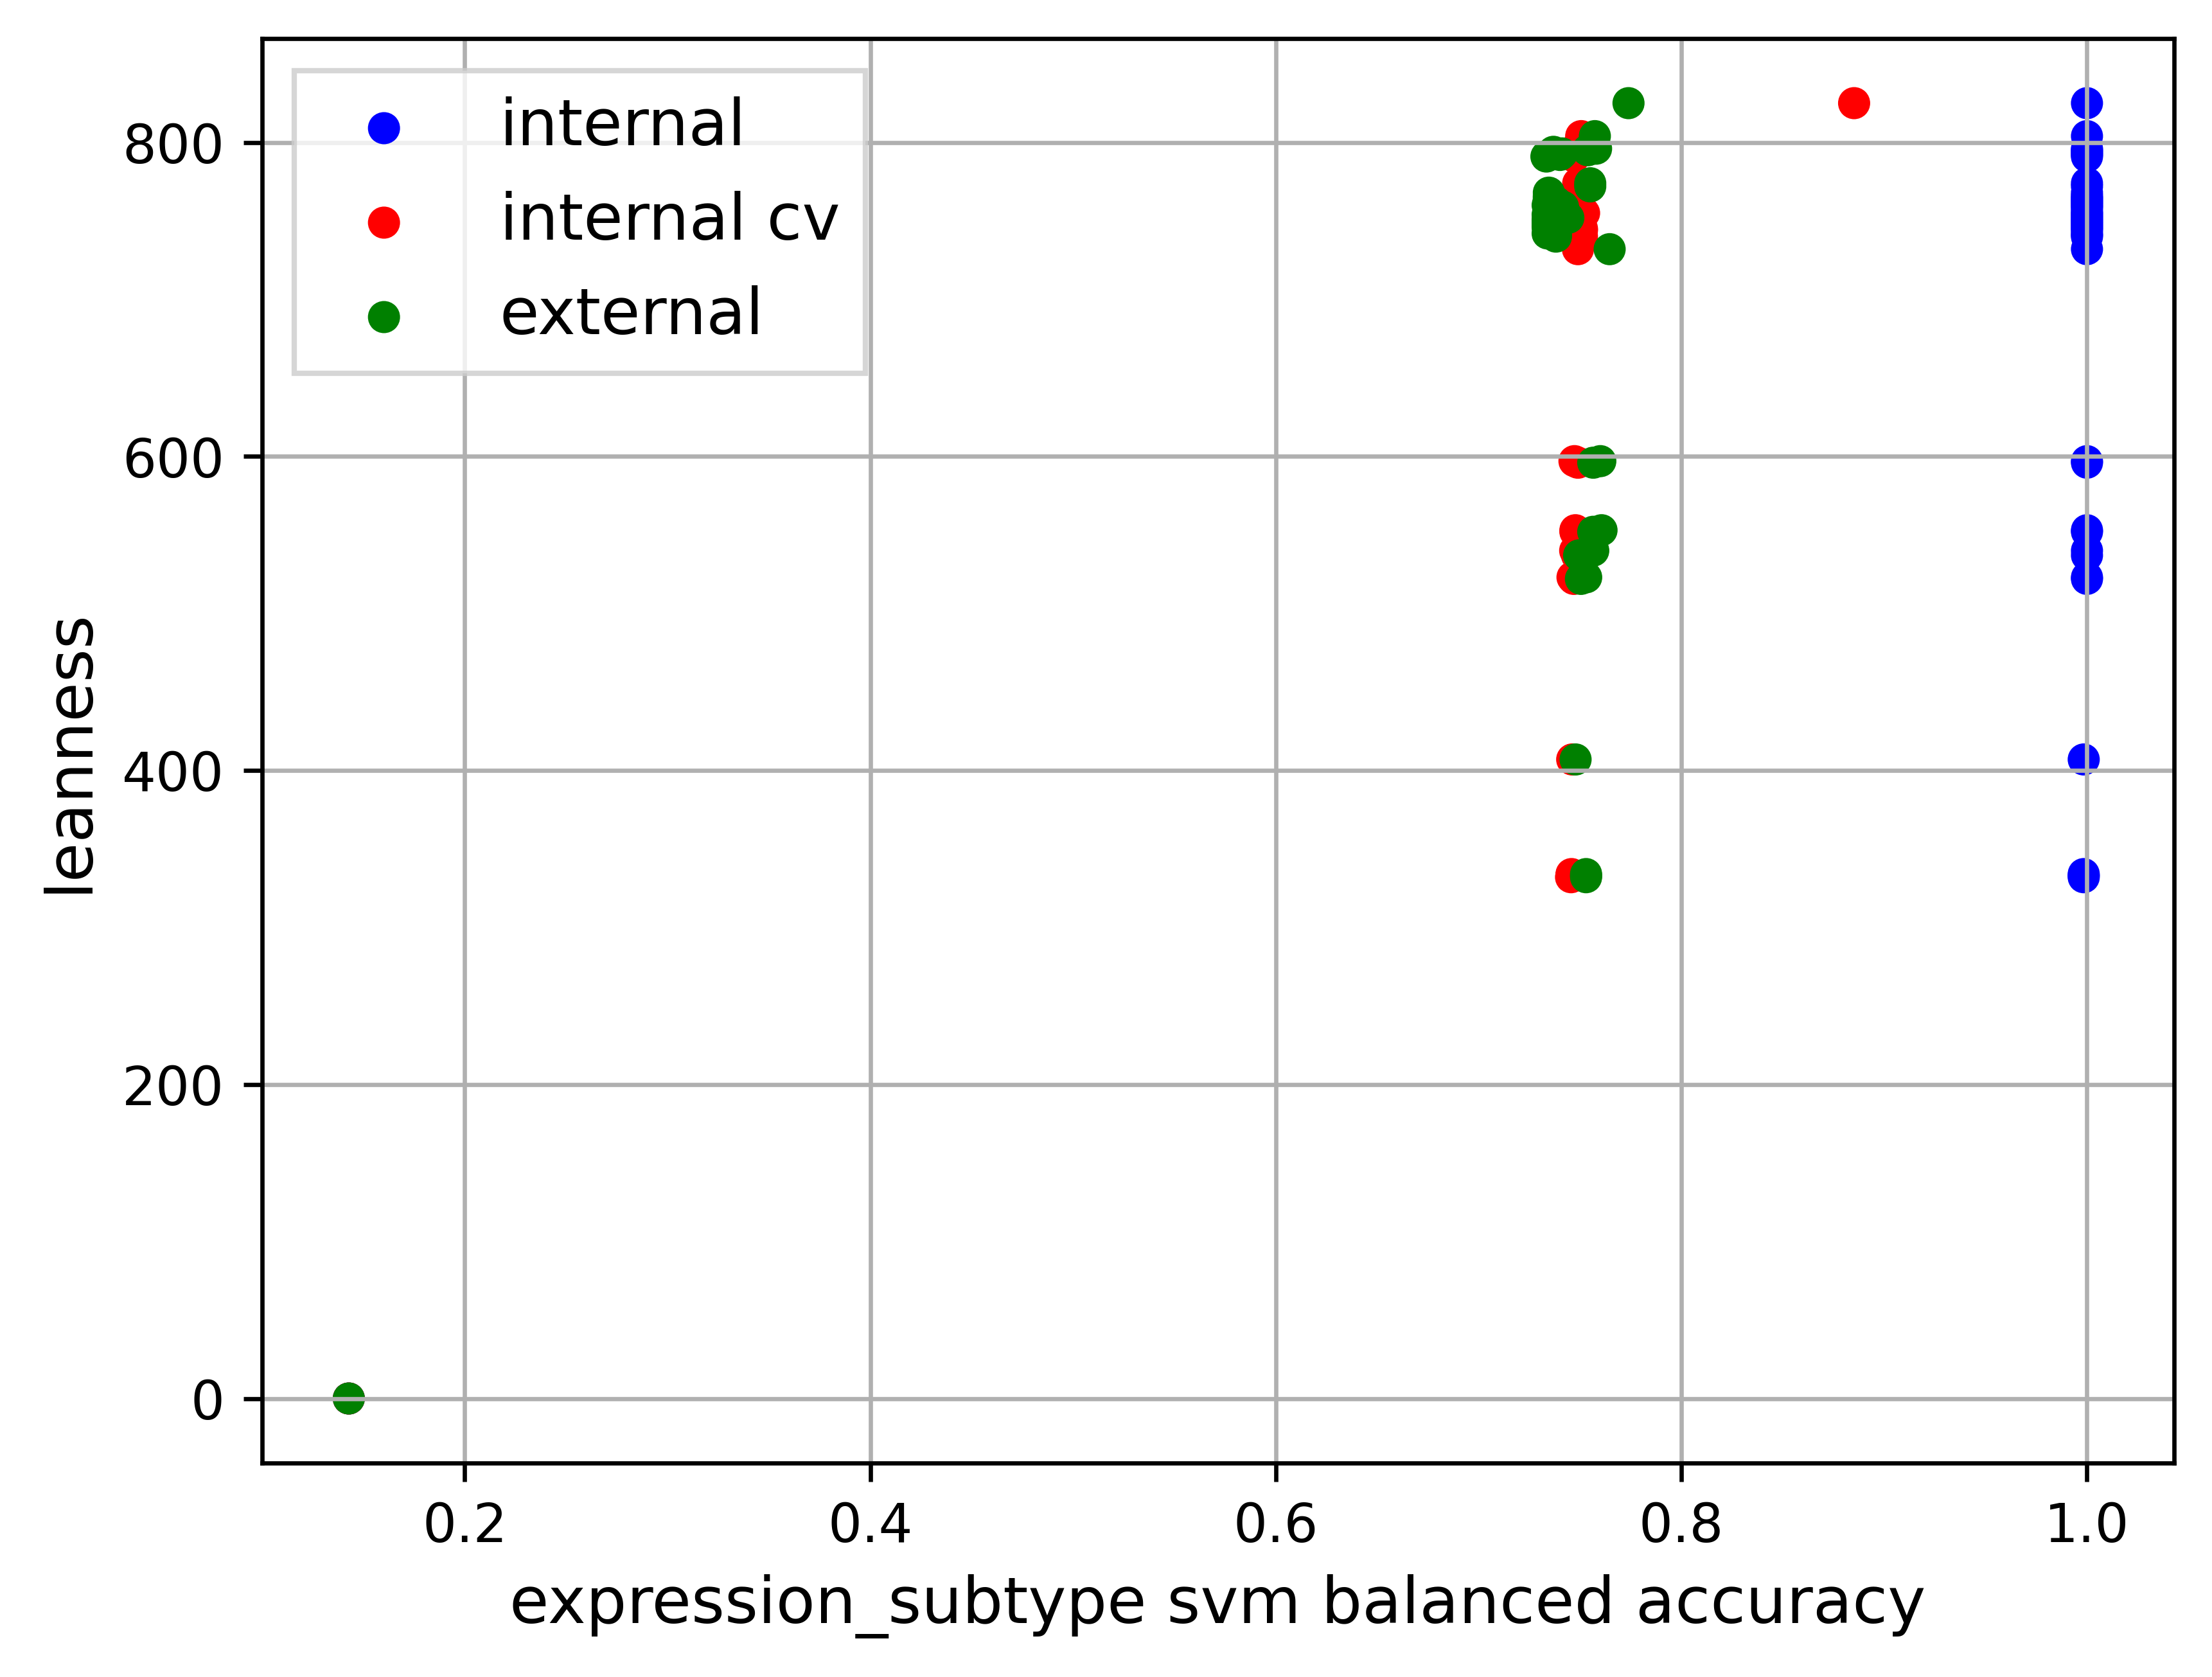 internal
internal cv
external
800
600
400
200
0
leanness
0.2 0.4 0.6 0.8 1.0
expression_subtype svm balanced accuracy